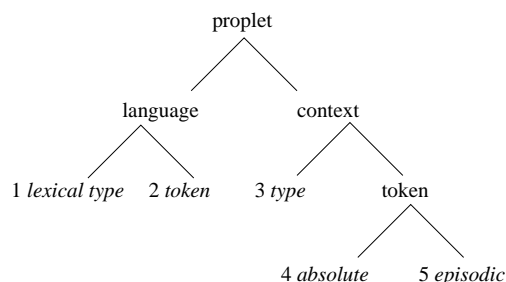 proplet
language context
1 lexical type 2 token 3 type token
4 absolute 5 episodic